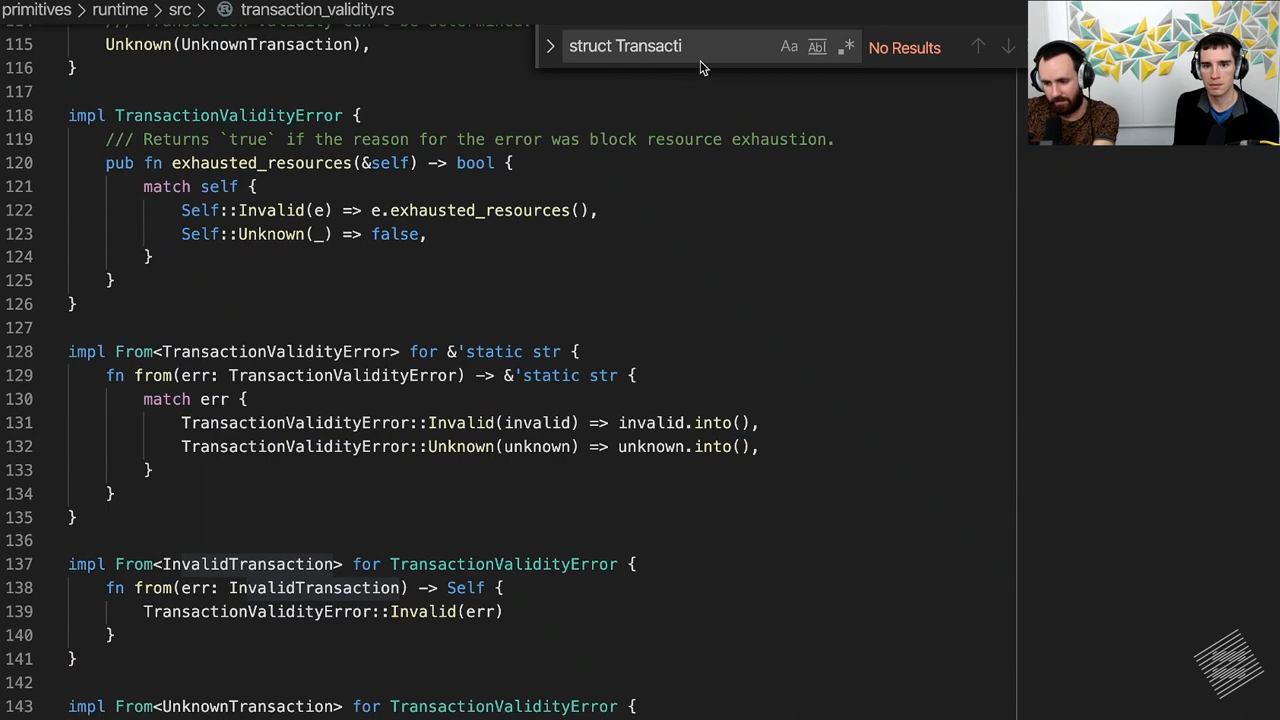 primitives > runtime > src > transaction_validity.rs
struct Transacti
Aa Abl .* No Results
115 Unknown(UnknownTransaction),
116 }
117
118 impl TransactionValidityError {
119 /// Returns `true` if the reason for the error was block resource exhaustion.
120 pub fn exhausted_resources(&self) -> bool {
121 match self {
122 Self::Invalid(e) => e.exhausted_resources(),
123 Self::Unknown(_) => false,
124 }
125 }
126 }
127
128 impl From<TransactionValidityError> for &'static str {
129 fn from(err: TransactionValidityError) -> &'static str {
130 match err {
131 TransactionValidityError::Invalid(invalid) => invalid.into(),
132 TransactionValidityError::Unknown(unknown) => unknown.into(),
133 }
134 }
135 }
136
137 impl From<InvalidTransaction> for TransactionValidityError {
138 fn from(err: InvalidTransaction) -> Self {
139 TransactionValidityError::Invalid(err)
140 }
141 }
142
143 impl From<UnknownTransaction> for TransactionValidityError {